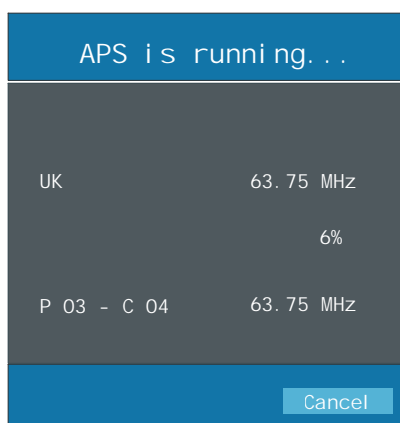 APS is running...
UK 63.75 MHz
6%
P 03 - C 04 63.75 MHz
Cancel